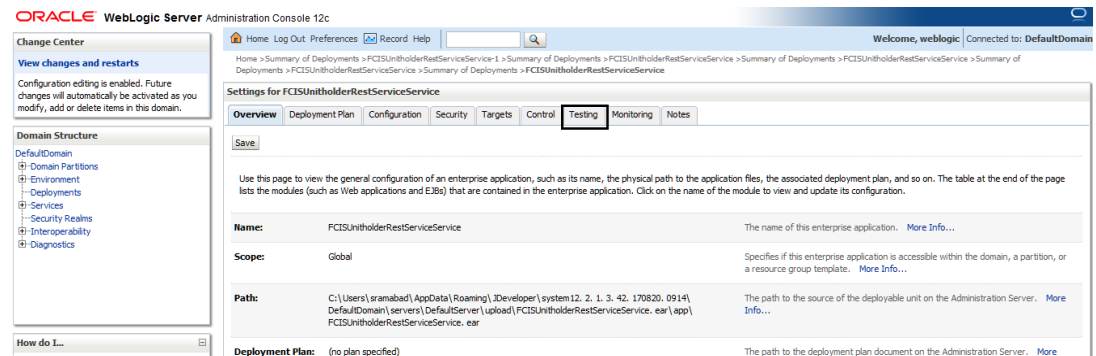 ORACLE WebLogic Server Administration Console 12c
Change Center
View changes and restarts
Configuration editing is enabled. Future
changes will automatically be activated as you
modify, add or delete items in this domain.
Domain Structure
DefaultDomain
Domain Partitions
Environment
Deployments
Services
Security Realms
Interoperability
Diagnostics
How do I...
Home Log Out Preferences Record Help
Welcome, weblogic Connected to: DefaultDomain
Home >Summary of Deployments >FCISUnitholderRestServiceService-1 >Summary of Deployments >FCISUnitholderRestServiceService >Summary of Deployments >FCISUnitholderRestServiceService >Summary of
Deployments >FCISUnitholderRestServiceService >Summary of Deployments >FCISUnitholderRestServiceService
Settings for FCISUnitholderRestServiceService
Overview Deployment Plan Configuration Security Targets Control Testing Monitoring Notes
Save
Use this page to view the general configuration of an enterprise application, such as its name, the physical path to the application files, the associated deployment plan, and so on. The table at the end of the page
lists the modules (such as Web applications and EJBs) that are contained in the enterprise application. Click on the name of the module to view and update its configuration.
Name: FCISUnitholderRestServiceService The name of this enterprise application. More Info...
Scope: Global Specifies if this enterprise application is accessible within the domain, a partition, or
a resource group template. More Info...
Path: C:\Users\sramabad\AppData\Roaming\JDeveloper\system12. 2. 1. 3. 42. 170820. 0914\ The path to the source of the deployable unit on the Administration Server. More
DefaultDomain\servers\DefaultServer\upload\FCISUnitholderRestServiceService. ear\app\ Info...
FCISUnitholderRestServiceService. ear
Deployment Plan: (no plan specified) The path to the deployment plan document on the Administration Server. More